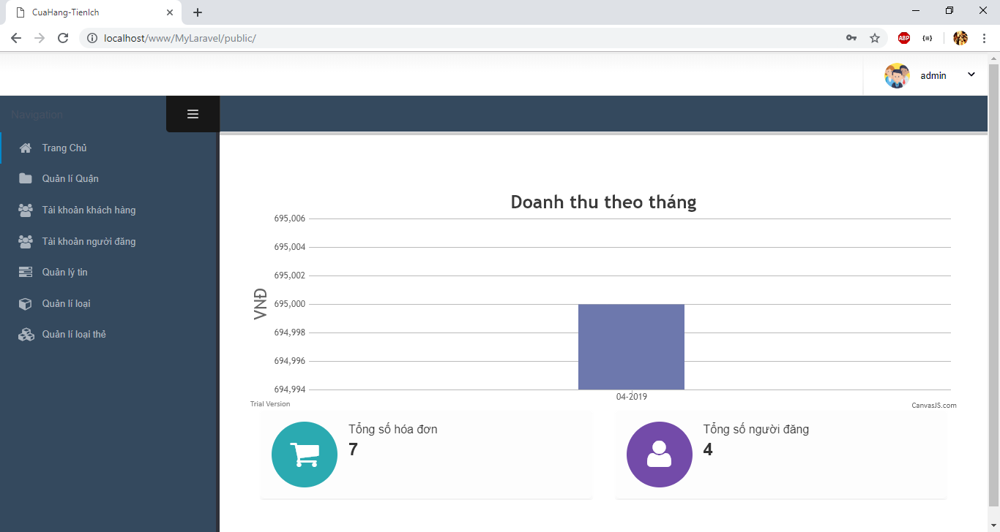 CuaHang-TienIch
localhost/www/MyLaravel/public/
ABP
admin
Navigation
Trang Chủ
Quản lí Quận
Tài khoản khách hàng
Tài khoản người đăng
Quản lý tin
Quản lí loại
Quản lí loại thẻ
Doanh thu theo tháng
VNĐ
695,006
695,004
695,002
695,000
694,998
694,996
694,994
04-2019
Trial Version
CanvasJS.com
Tổng số hóa đơn
7
Tổng số người đăng
4